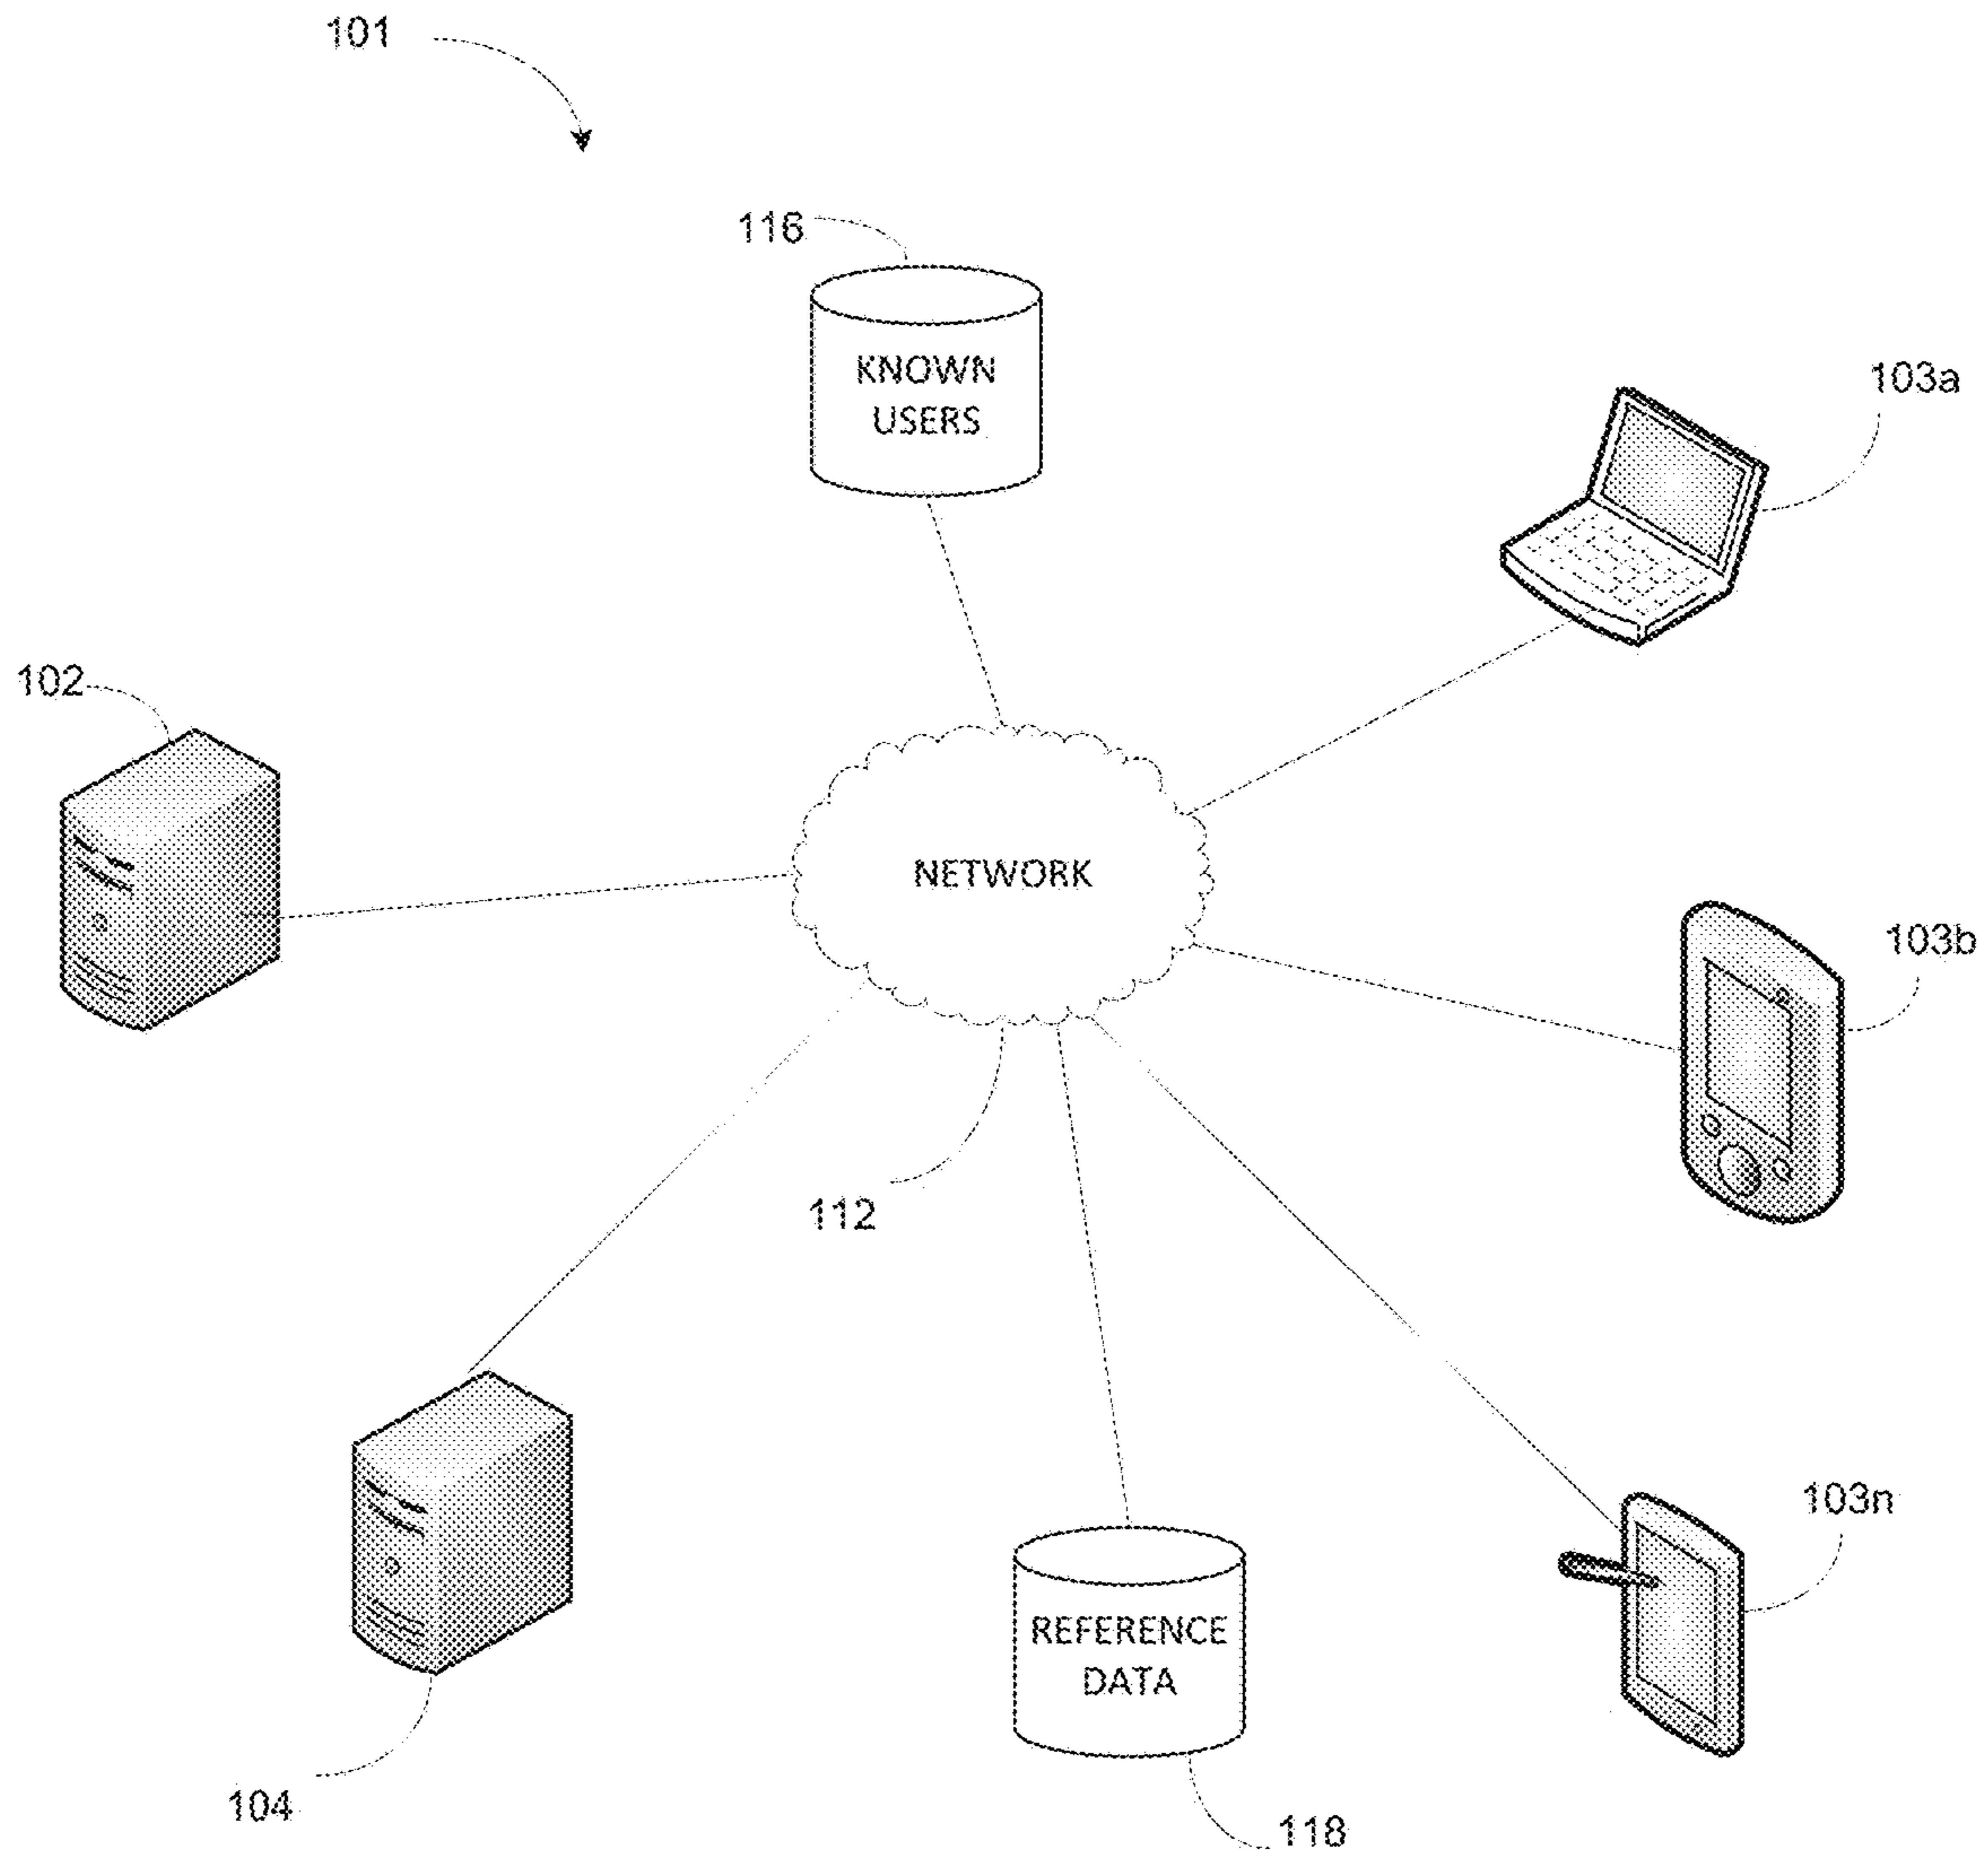 101
116
KNOWN
USERS
103a
102
NETWORK
103b
112
103n
REFERENCE
DATA
104
118